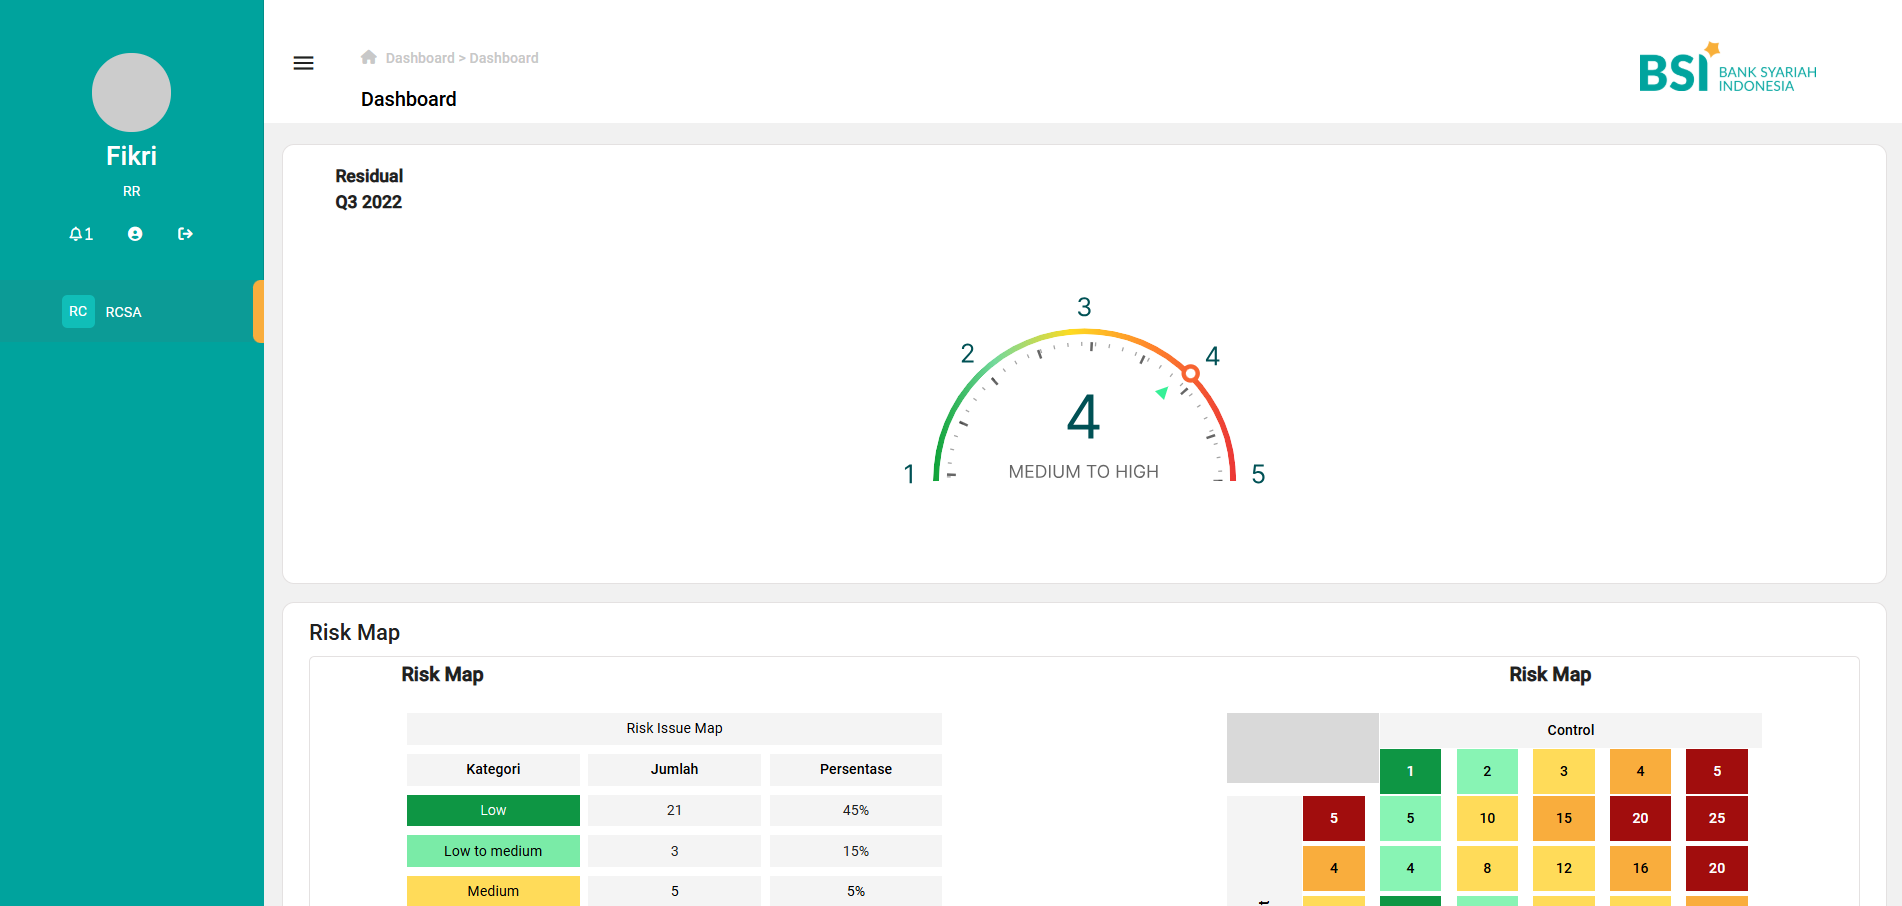 Fikri
RR
1
RC RCSA
Dashboard > Dashboard
Dashboard
BSI BANK SYARIAH
INDONESIA
Residual
Q3 2022
3
2
4
4
1
MEDIUM TO HIGH
5
Risk Map
Risk Map
Risk Issue Map
Kategori Jumlah Persentase
Low 21 45%
Low to medium 3 15%
Medium 5 5%
Risk Map
Control
1 2 3 4 5
5 5 10 15 20 25
4 4 8 12 16 20